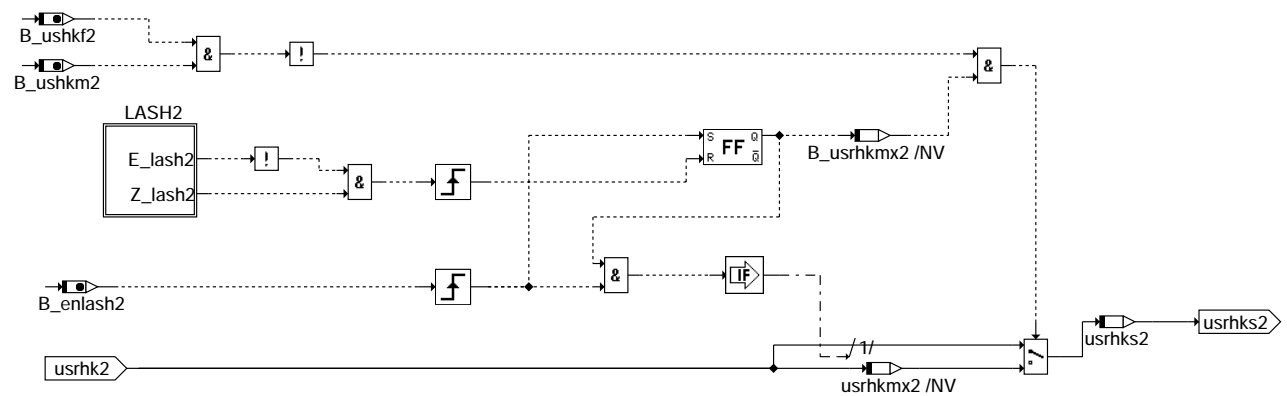 B_ushkf2
&
!
&
B_ushkm2
LASH2
E_lash2
!
&
Z_lash2
S Q
FF
R Q̅
B_usrhkmx2 /NV
&
IF
B_enlash2
usrhks2
usrhks2
/1/
usrhk2
usrhkmx2 /NV